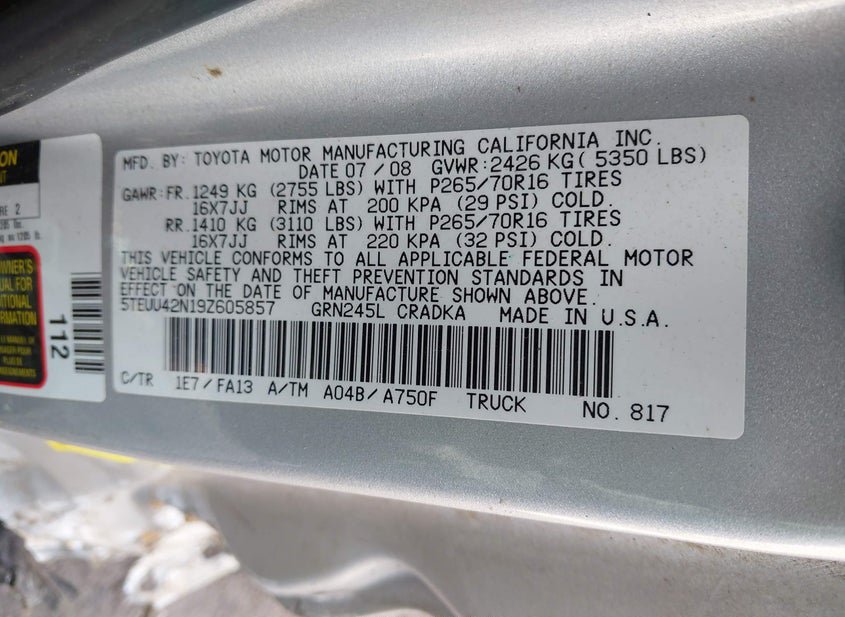 MFD. BY: TOYOTA MOTOR MANUFACTURING CALIFORNIA INC.
DATE 07 / 08 GVWR: 2426 KG ( 5350 LBS)
GAWR: FR. 1249 KG (2755 LBS) WITH P265/70R16 TIRES
16X7JJ RIMS AT 200 KPA (29 PSI) COLD.
RR. 1410 KG (3110 LBS) WITH P265/70R16 TIRES
16X7JJ RIMS AT 220 KPA (32 PSI) COLD.
THIS VEHICLE CONFORMS TO ALL APPLICABLE FEDERAL MOTOR
VEHICLE SAFETY AND THEFT PREVENTION STANDARDS IN
EFFECT ON THE DATE OF MANUFACTURE SHOWN ABOVE.
5TEUU42N19Z605857 GRN245L CRADKA MADE IN U.S.A.
C/TR 1E7 / FA13 A/TM A04B / A750F TRUCK NO. 817
2
OWNER'S
FOR
112